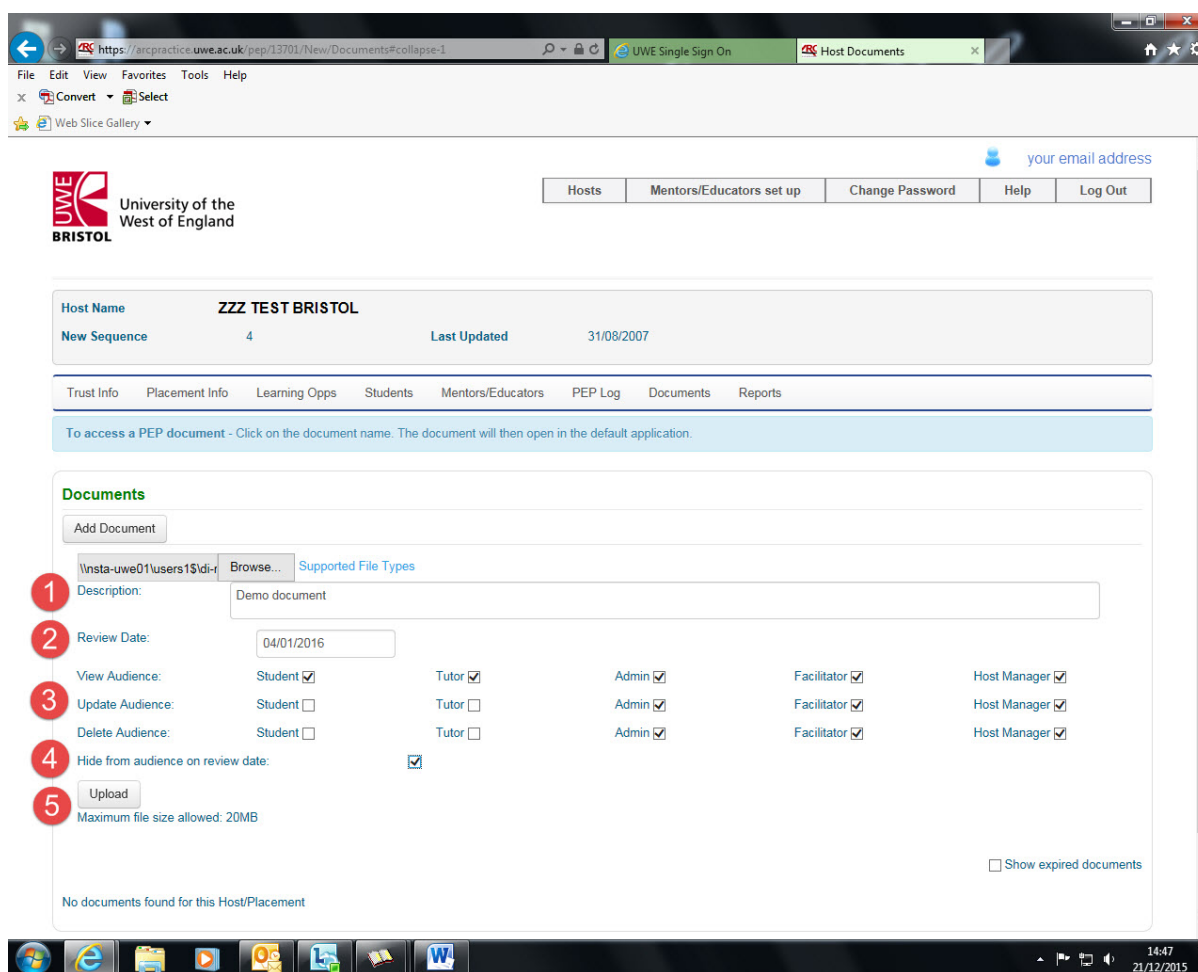 https://arcpractice.uwe.ac.uk/pep/13701/New/Documents#collapse-1 UWE Single Sign On Host Documents
File Edit View Favorites Tools Help
x Convert Select
Web Slice Gallery
your email address
Hosts Mentors/Educators set up Change Password Help Log Out
UWE
BRISTOL
University of the
West of England
Host Name ZZZ TEST BRISTOL
New Sequence 4 Last Updated 31/08/2007
Trust Info Placement Info Learning Opps Students Mentors/Educators PEP Log Documents Reports
To access a PEP document - Click on the document name. The document will then open in the default application.
Documents
Add Document
\\nsta-uwe01\users1$\di-r Browse... Supported File Types
1 Description: Demo document
2 Review Date: 04/01/2016
View Audience: Student Tutor Admin Facilitator Host Manager
3 Update Audience: Student Tutor Admin Facilitator Host Manager
Delete Audience: Student Tutor Admin Facilitator Host Manager
4 Hide from audience on review date:
5 Upload
Maximum file size allowed: 20MB
Show expired documents
No documents found for this Host/Placement
14:47
21/12/2015